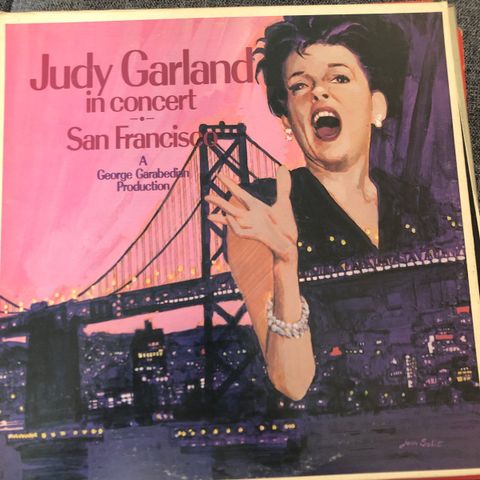 Judy Garland
in concert
San Francisco
A
George Garabedian
Production